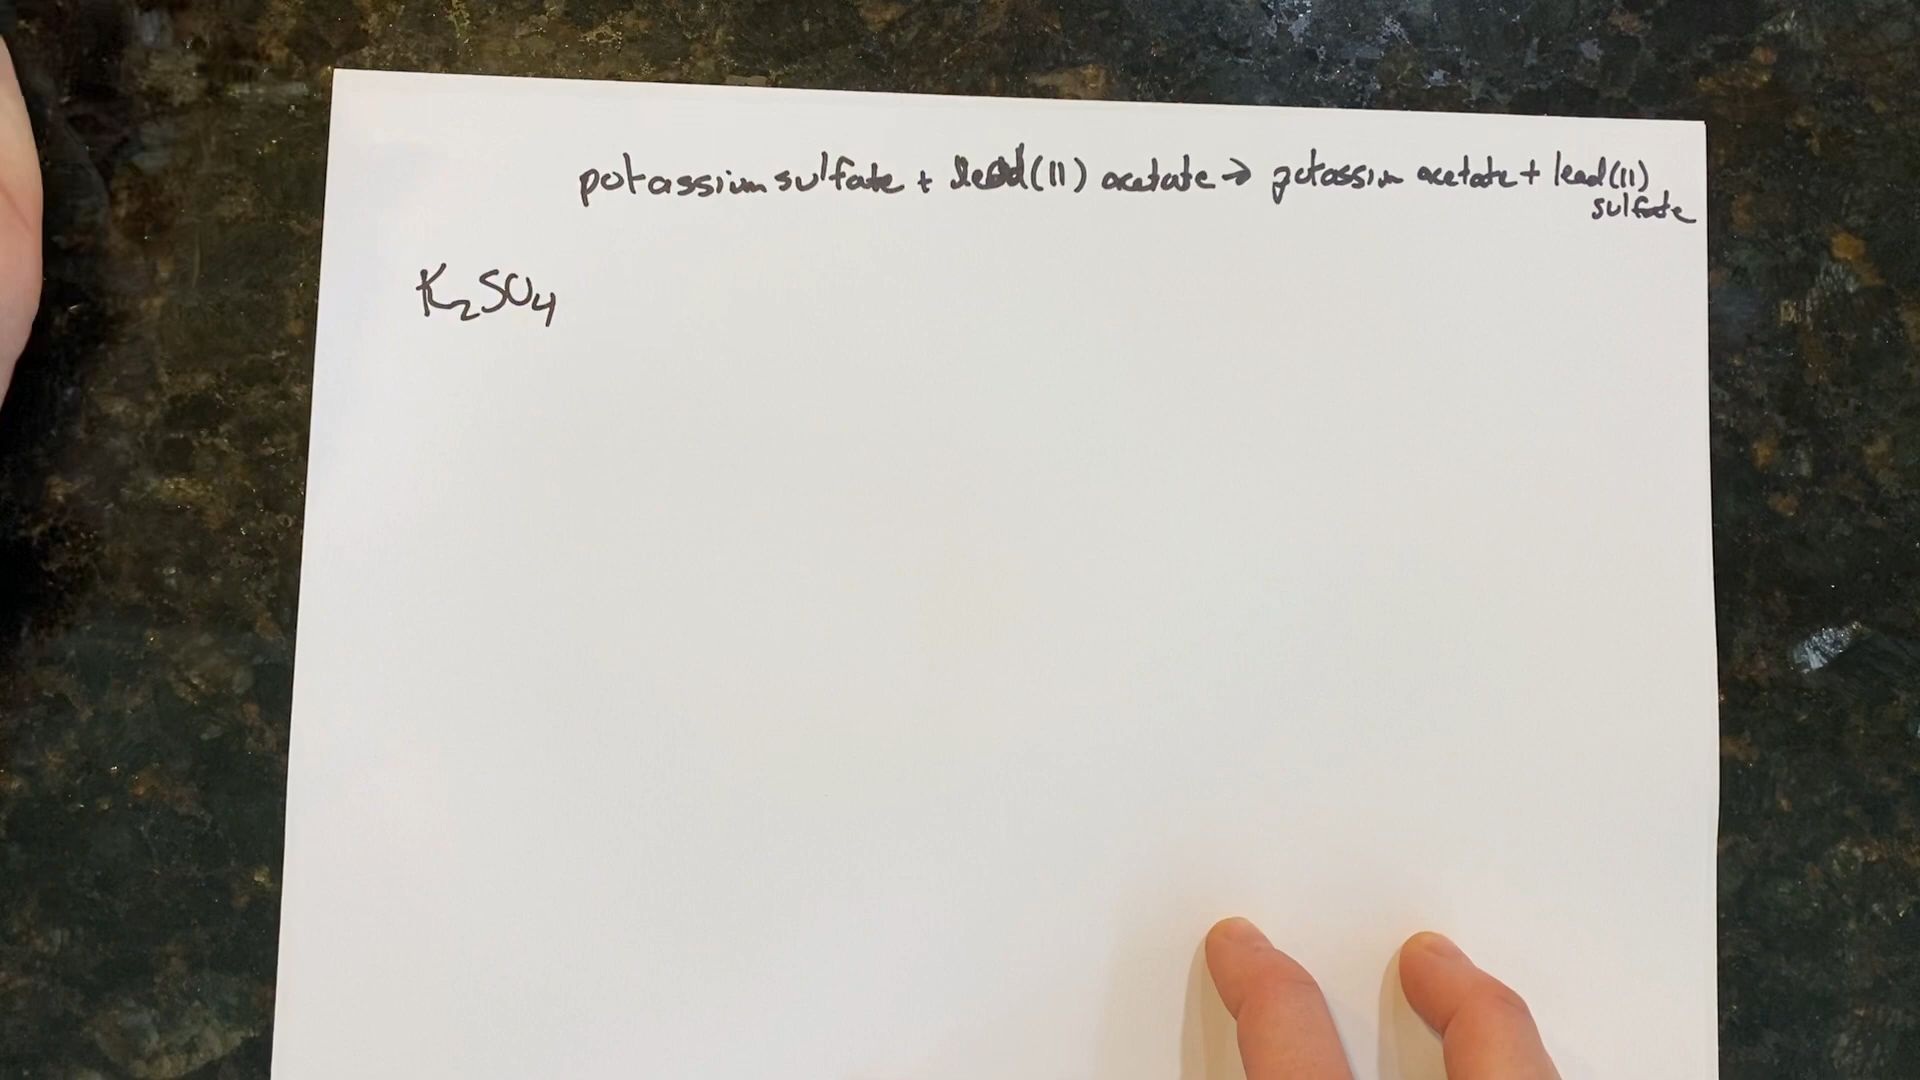 potassium sulfate + lead(II) acetate → potassium acetate + lead(II)
sulfate
K₂SO₄